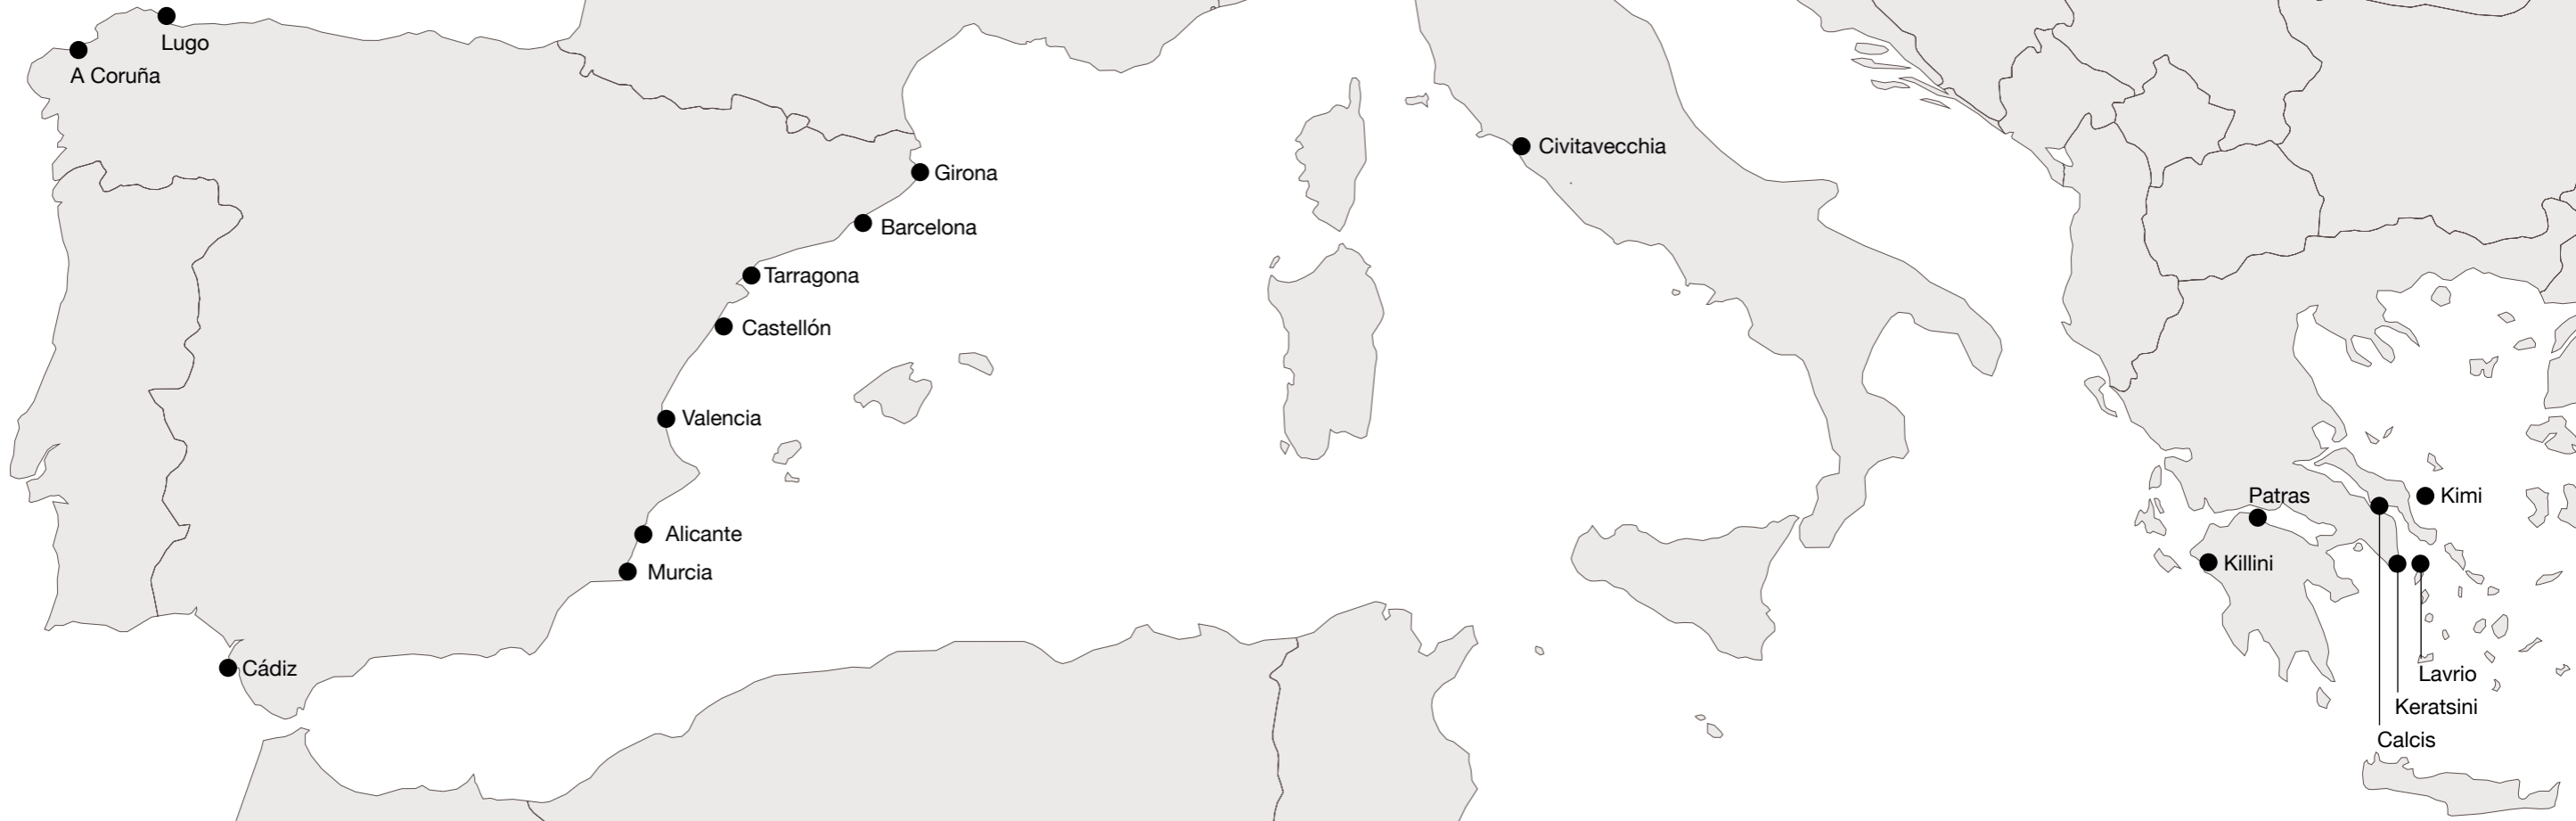 Lugo
A Coruña
Civitavecchia
Girona
Barcelona
Tarragona
Castellón
Valencia
Patras
Kimi
Alicante
Killini
Murcia
Cádiz
Lavrio
Keratsini
Calcis